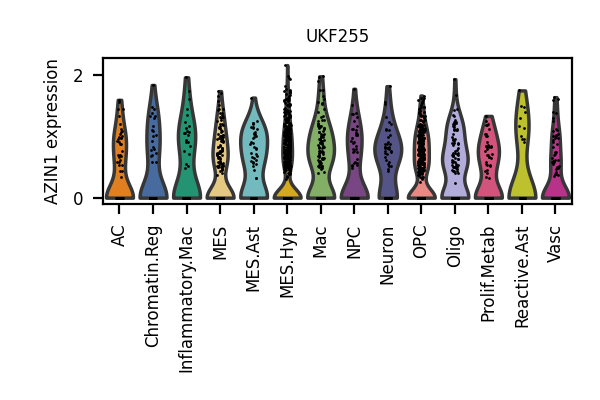 UKF255
AZIN1 expression
2
0
AC
Chromatin.Reg
Inflammatory.Mac
MES
MES.Ast
MES.Hyp
Mac
NPC
Neuron
OPC
Oligo
Prolif.Metab
Reactive.Ast
Vasc